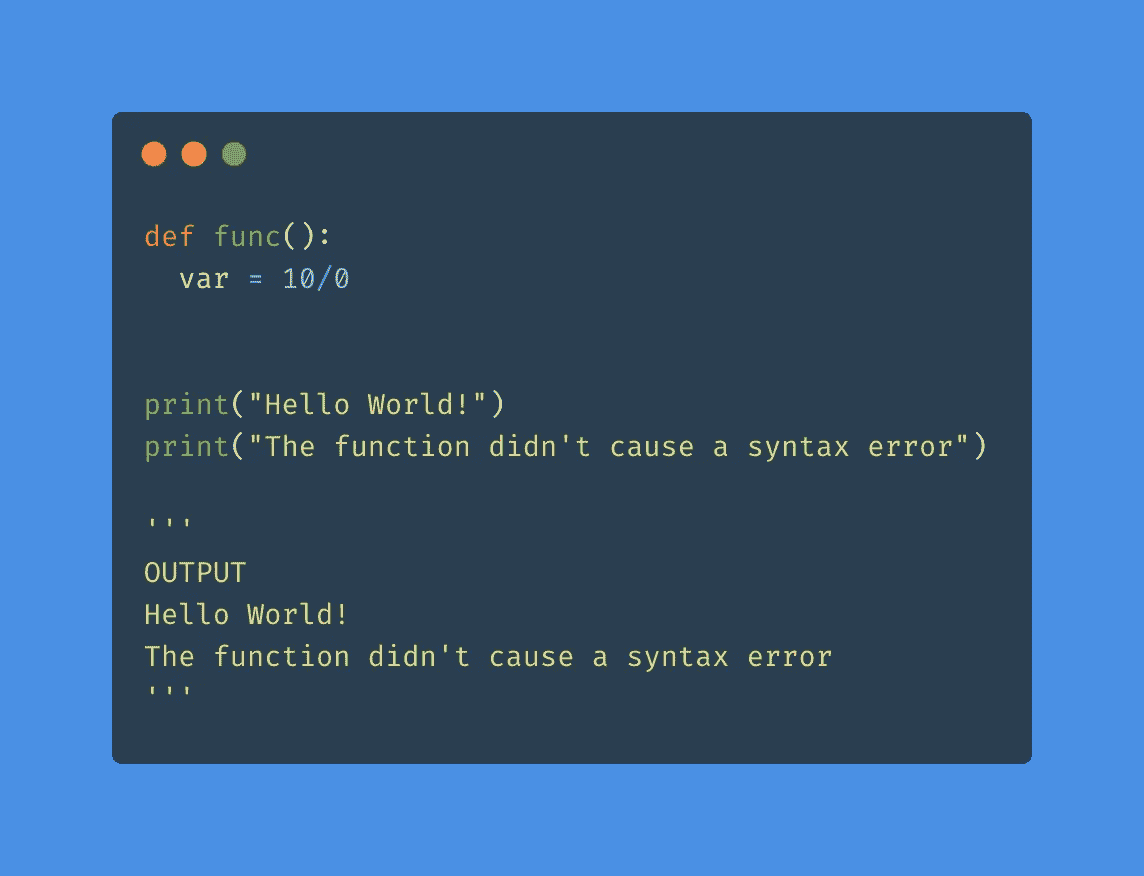 def func():
  var = 10/0
print("Hello World!")
print("The function didn't cause a syntax error")
'''
OUTPUT
Hello World!
The function didn't cause a syntax error
'''